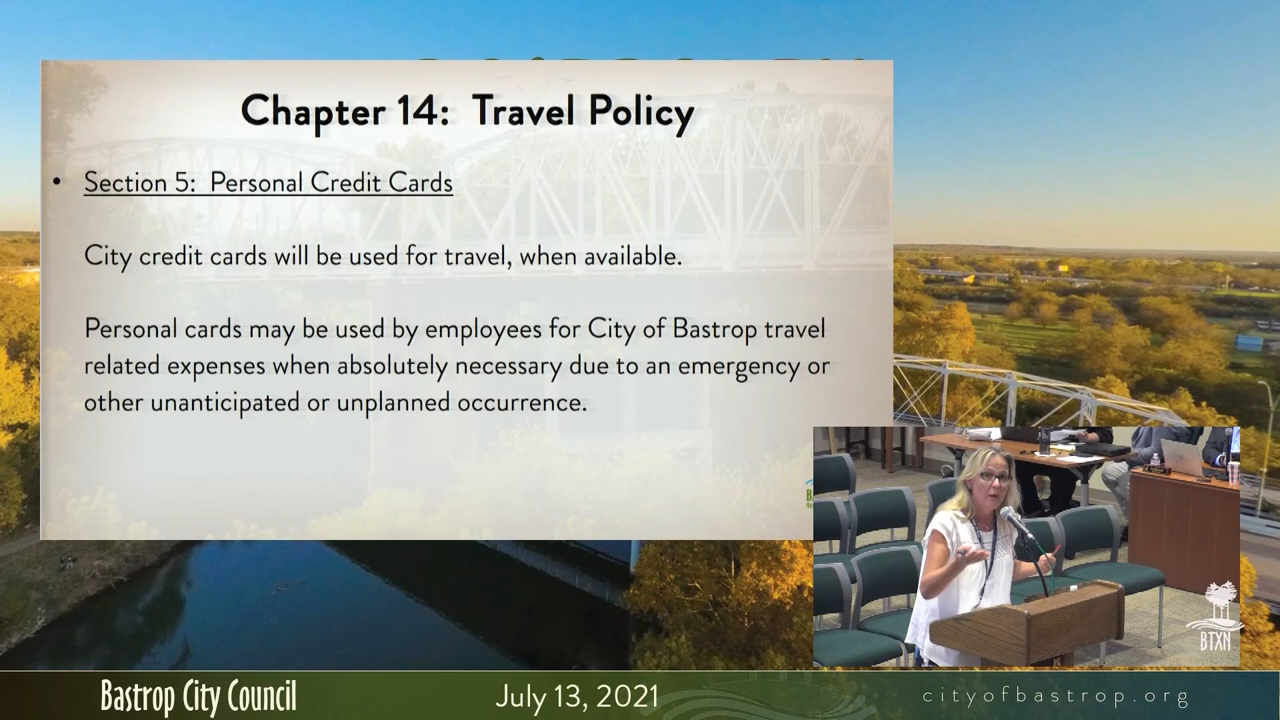 Chapter 14:  Travel Policy
• Section 5:  Personal Credit Cards
City credit cards will be used for travel, when available.
Personal cards may be used by employees for City of Bastrop travel
related expenses when absolutely necessary due to an emergency or
other unanticipated or unplanned occurrence.
BTXN
Bastrop City Council
July 13, 2021
cityofbastrop.org